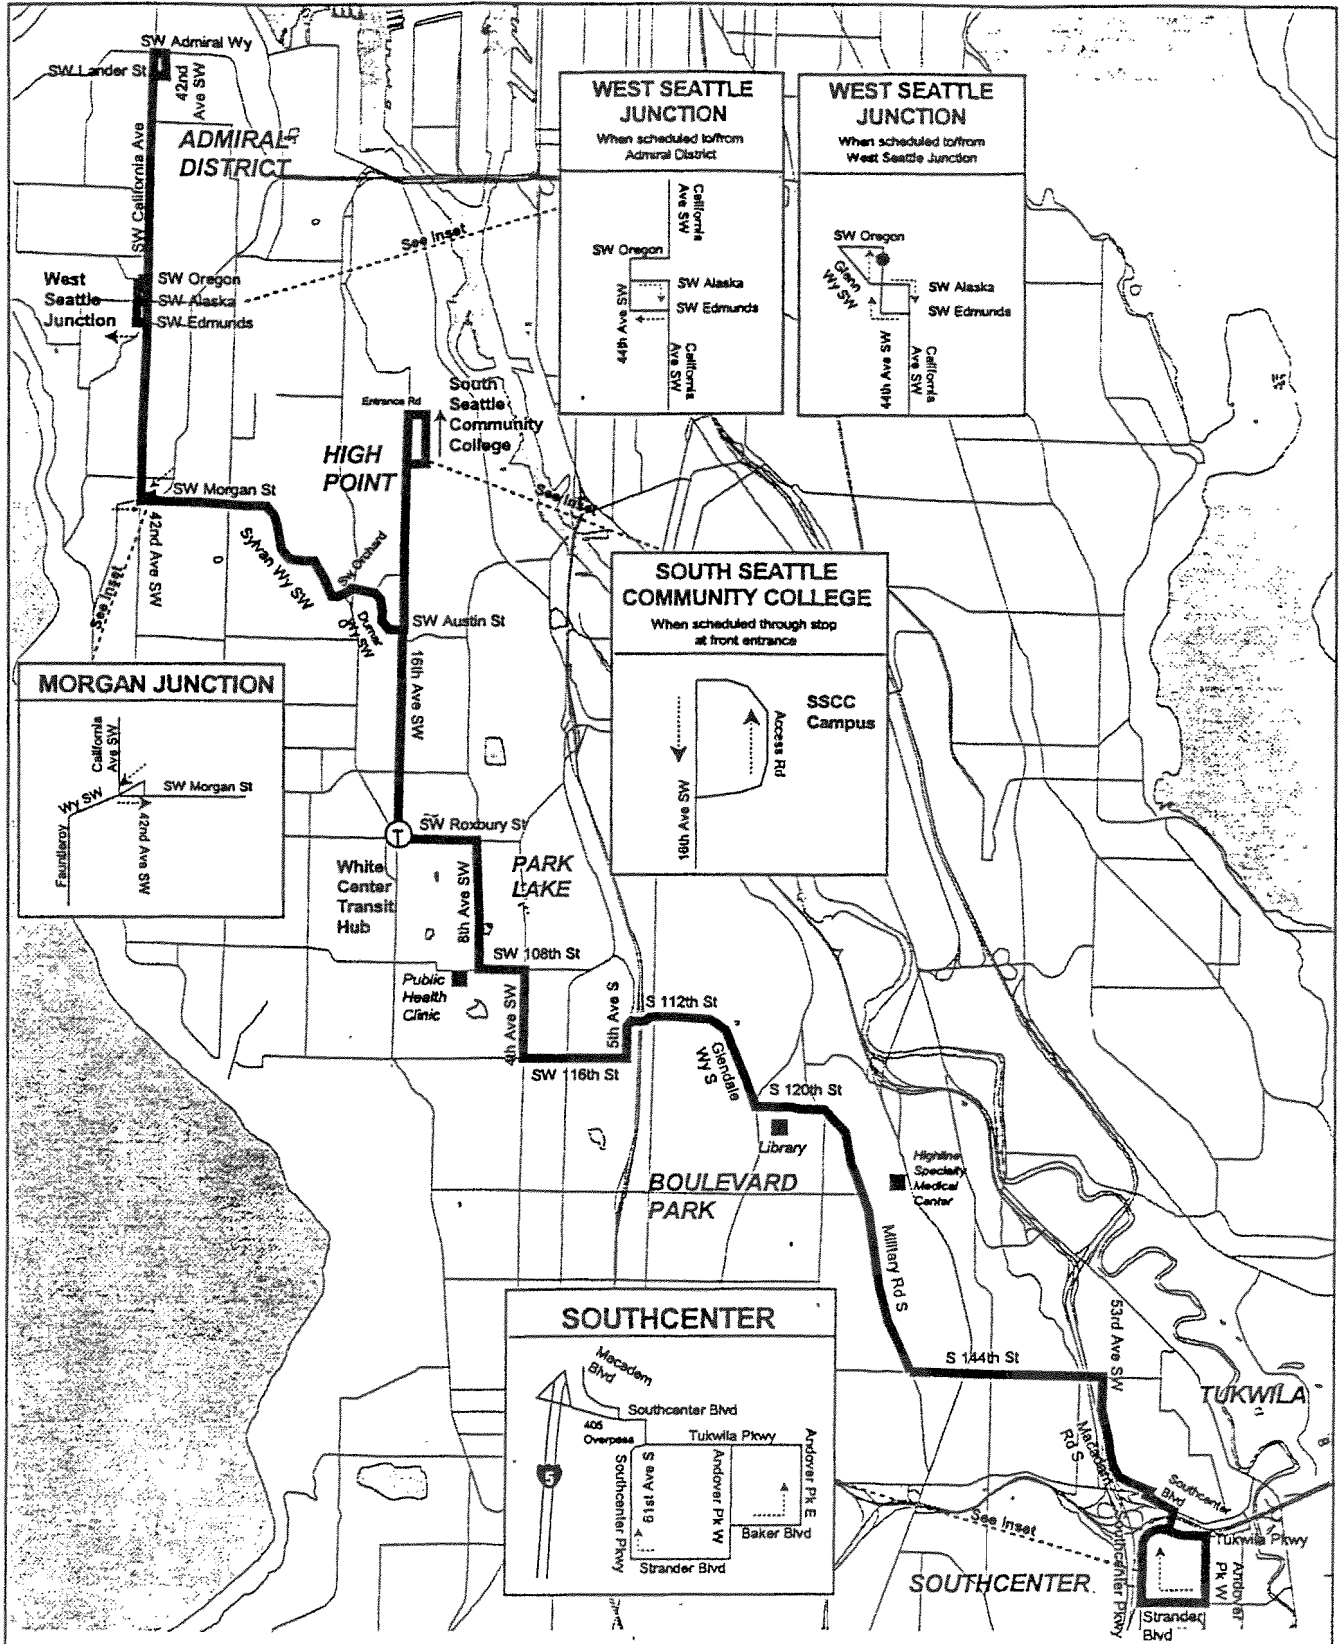 SW Admiral Wy
SW Lander St
42nd
Ave SW
ADMIRAL
DISTRICT
SW California Ave
See Inset
West
Seattle
Junction
SW Oregon
SW Alaska
SW Edmunds
WEST SEATTLE
JUNCTION
When scheduled to/from
Admiral District
California
Ave SW
SW Oregon
SW Alaska
SW Edmunds
44th Ave SW
California
Ave SW
WEST SEATTLE
JUNCTION
When scheduled to/from
West Seattle Junction
SW Oregon
Glenn
Wy SW
SW Alaska
SW Edmunds
44th Ave SW
California
Ave SW
Entrance Rd
South
Seattle
Community
College
HIGH
POINT
See Inset
SW Morgan St
42nd Ave SW
Sylvan Wy SW
SW Orchard
Dumar
Wy SW
See Inset
SW Austin St
16th Ave SW
SOUTH SEATTLE
COMMUNITY COLLEGE
When scheduled through stop
at front entrance
SSCC
Campus
Access Rd
16th Ave SW
MORGAN JUNCTION
California
Ave SW
SW Morgan St
Wy SW
Fauntleroy
42nd Ave SW
T
SW Roxbury St
White
Center
Transit
Hub
PARK
LAKE
8th Ave SW
SW 108th St
Public
Health
Clinic
4th Ave SW
SW 116th St
5th Ave S
S 112th St
Glendale
Wy S
S 120th St
Library
Highline
Specialty
Medical
Center
BOULEVARD
PARK
Military Rd S
S 144th St
53rd Ave SW
TUKWILA
Macadam
Rd S
Southcenter
Blvd
See Inset
Tukwila Pkwy
Andover
Pk W
Southcenter Pkwy
Strander
Blvd
SOUTHCENTER
SOUTHCENTER
Macadam
Blvd
Southcenter Blvd
405
Overpass
Tukwila Pkwy
5
Southcenter Pkwy
61st Ave S
Andover Pk W
Andover Pk E
Baker Blvd
Strander Blvd